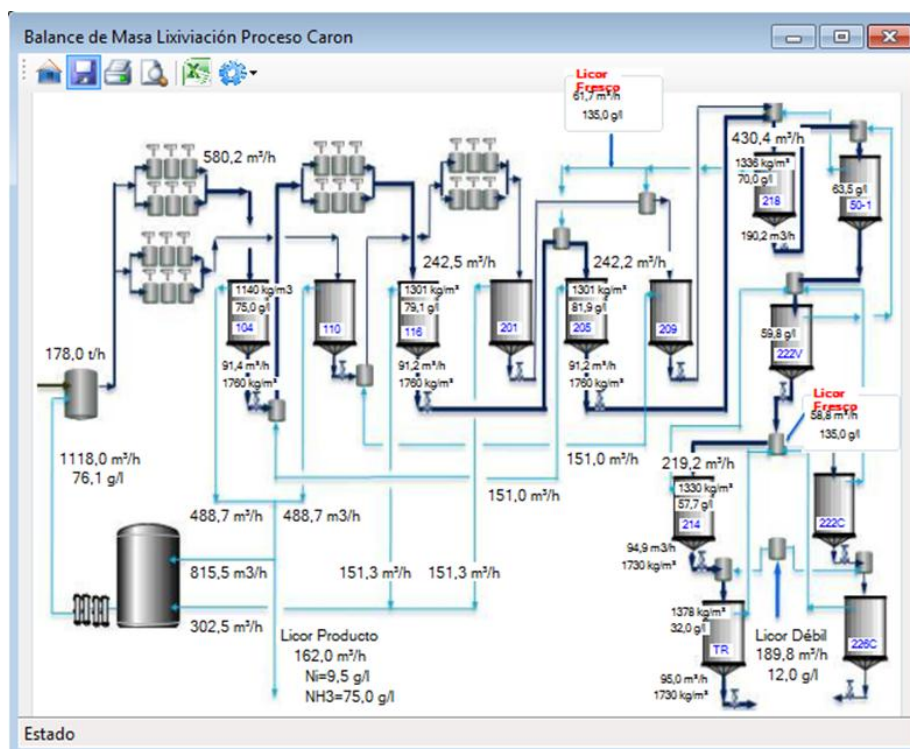 Balance de Masa Lixiviación Proceso Caron
Licor
Fresco
61,7 m³/h
135,0 g/l
580,2 m³/h
430,4 m³/h
1336 kg/m³
70,0 g/l
218
190,2 m3/h
63,5 g/l
50-1
242,5 m³/h
242,2 m³/h
1140 kg/m3
75,0 g/l
104
110
1301 kg/m³
79,1 g/l
116
201
1301 kg/m³
81,9 g/l
205
209
59,8 g/l
222V
178,0 t/h
91,4 m³/h
1760 kg/m³
91,2 m³/h
1760 kg/m³
91,2 m³/h
1760 kg/m³
Licor
Fresco
58,8 m³/h
135,0 g/l
1118,0 m³/h
76,1 g/l
151,0 m³/h
151,0 m³/h
219,2 m³/h
1330 kg/m³
57,7 g/l
214
222C
488,7 m³/h
488,7 m3/h
94,9 m3/h
1730 kg/m³
815,5 m3/h
151,3 m³/h
151,3 m³/h
302,5 m³/h
1378 kg/m³
32,0 g/l
TR
226C
Licor Producto
162,0 m³/h
Ni=9,5 g/l
NH3=75,0 g/l
Licor Débil
189,8 m³/h
12,0 g/l
95,0 m³/h
1730 kg/m³
Estado